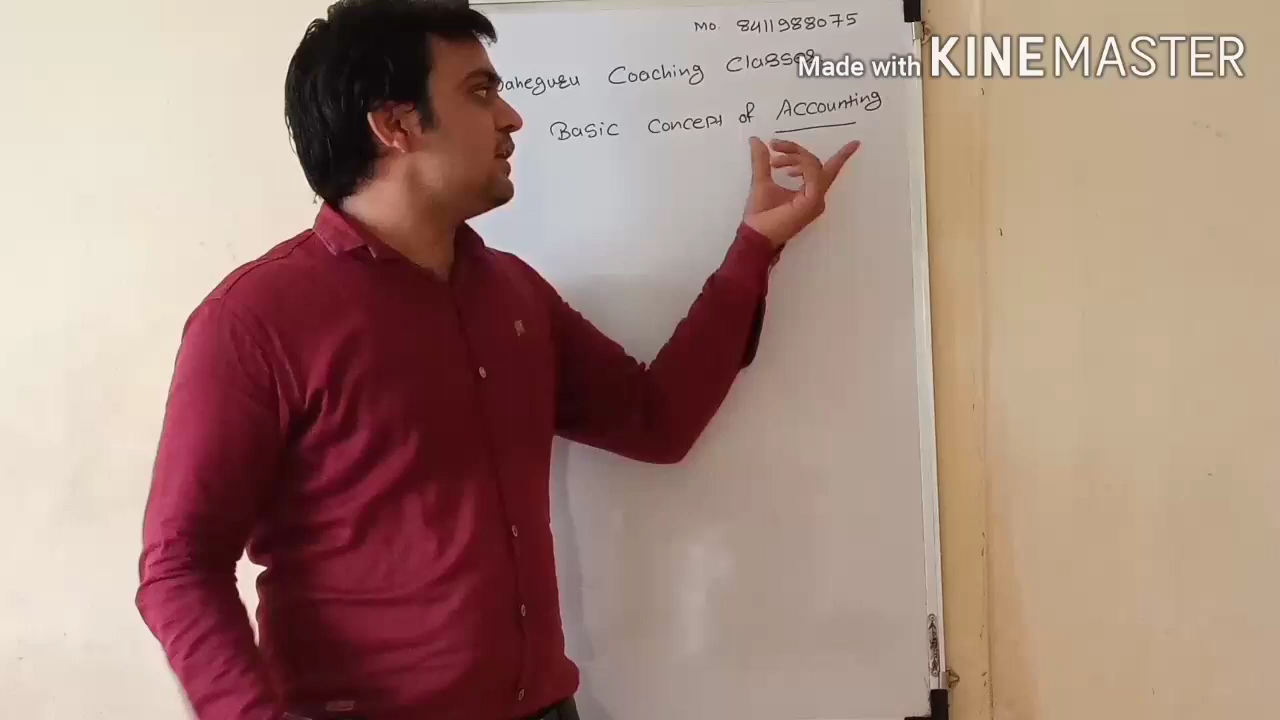 Mo. 8411988075
Coaching Classes
Made with KINEMASTER
Basic Concept of Accounting